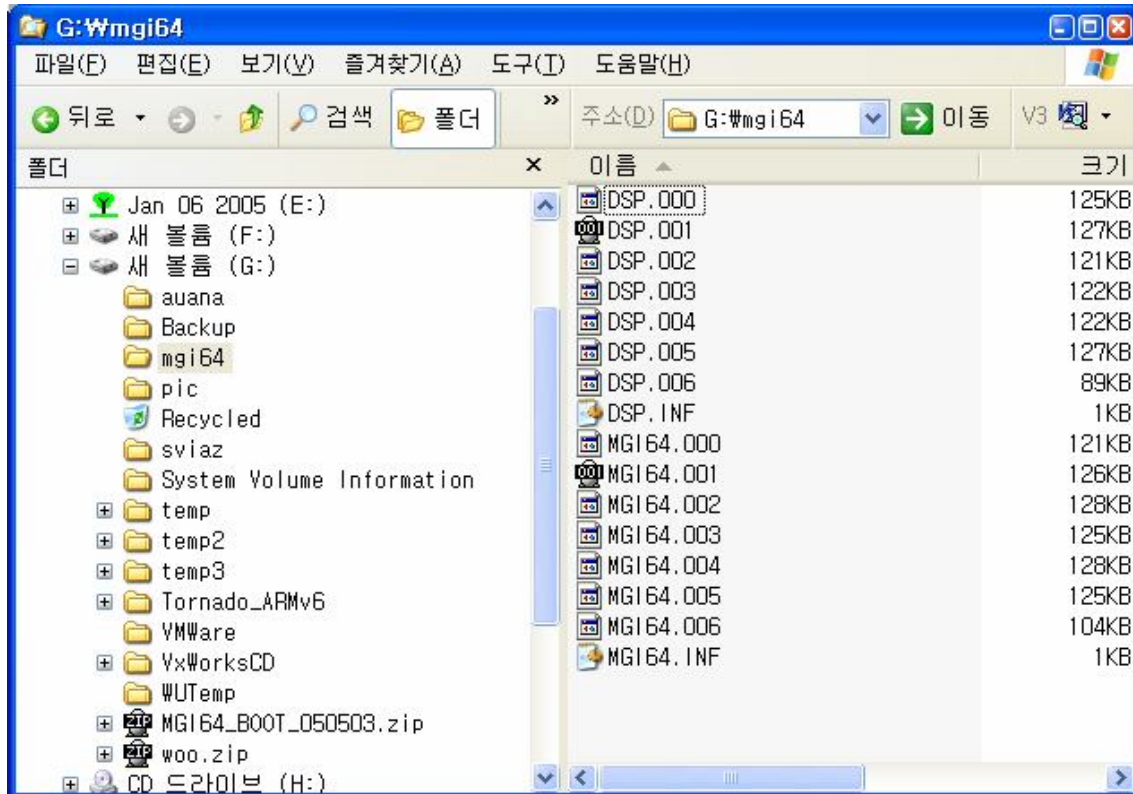 G:₩mgi64
파일(F) 편집(E) 보기(V) 즐겨찾기(A) 도구(T) 도움말(H)
뒤로 검색 폴더 » 주소(D) G:₩mgi64 이동 V3
폴더
Jan 06 2005 (E:)
새 볼륨 (F:)
새 볼륨 (G:)
auana
Backup
mgi64
pic
Recycled
sviaz
System Volume Information
temp
temp2
temp3
Tornado_ARMv6
VMWare
VxWorksCD
WUTemp
MGI64_BOOT_050503.zip
woo.zip
CD 드라이브 (H:)
이름 크기
DSP.000 125KB
DSP.001 127KB
DSP.002 121KB
DSP.003 122KB
DSP.004 122KB
DSP.005 127KB
DSP.006 89KB
DSP.INF 1KB
MGI64.000 121KB
MGI64.001 126KB
MGI64.002 128KB
MGI64.003 125KB
MGI64.004 128KB
MGI64.005 125KB
MGI64.006 104KB
MGI64.INF 1KB